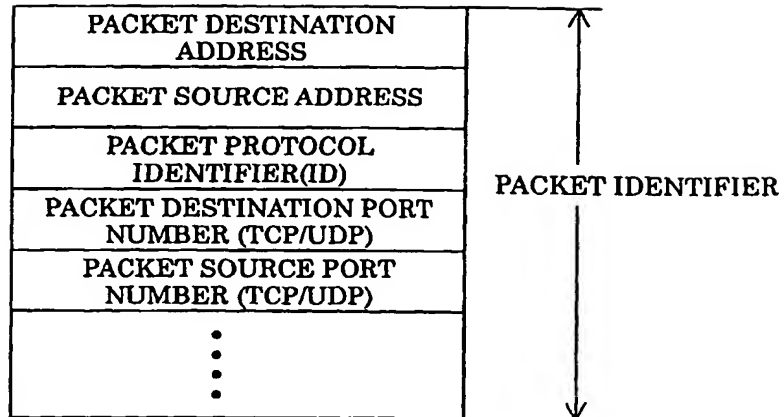 PACKET DESTINATION
ADDRESS
PACKET SOURCE ADDRESS
PACKET PROTOCOL
IDENTIFIER(ID)
PACKET DESTINATION PORT
NUMBER (TCP/UDP)
PACKET SOURCE PORT
NUMBER (TCP/UDP)
PACKET IDENTIFIER